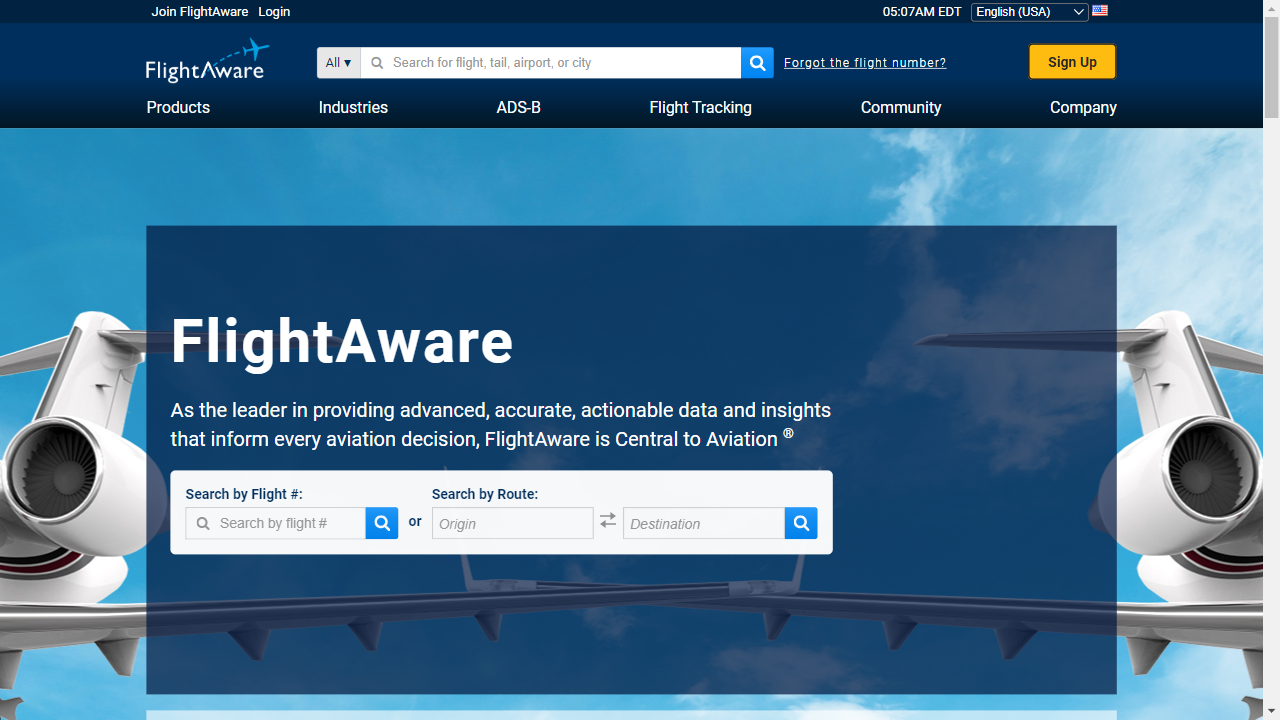 Join FlightAware Login
05:07AM EDT English (USA)
FlightAware
All ▾ Search for flight, tail, airport, or city
Forgot the flight number?
Sign Up
Products Industries ADS-B Flight Tracking Community Company
FlightAware
As the leader in providing advanced, accurate, actionable data and insights
that inform every aviation decision, FlightAware is Central to Aviation ®
Search by Flight #: Search by Route:
Search by flight # or Origin Destination